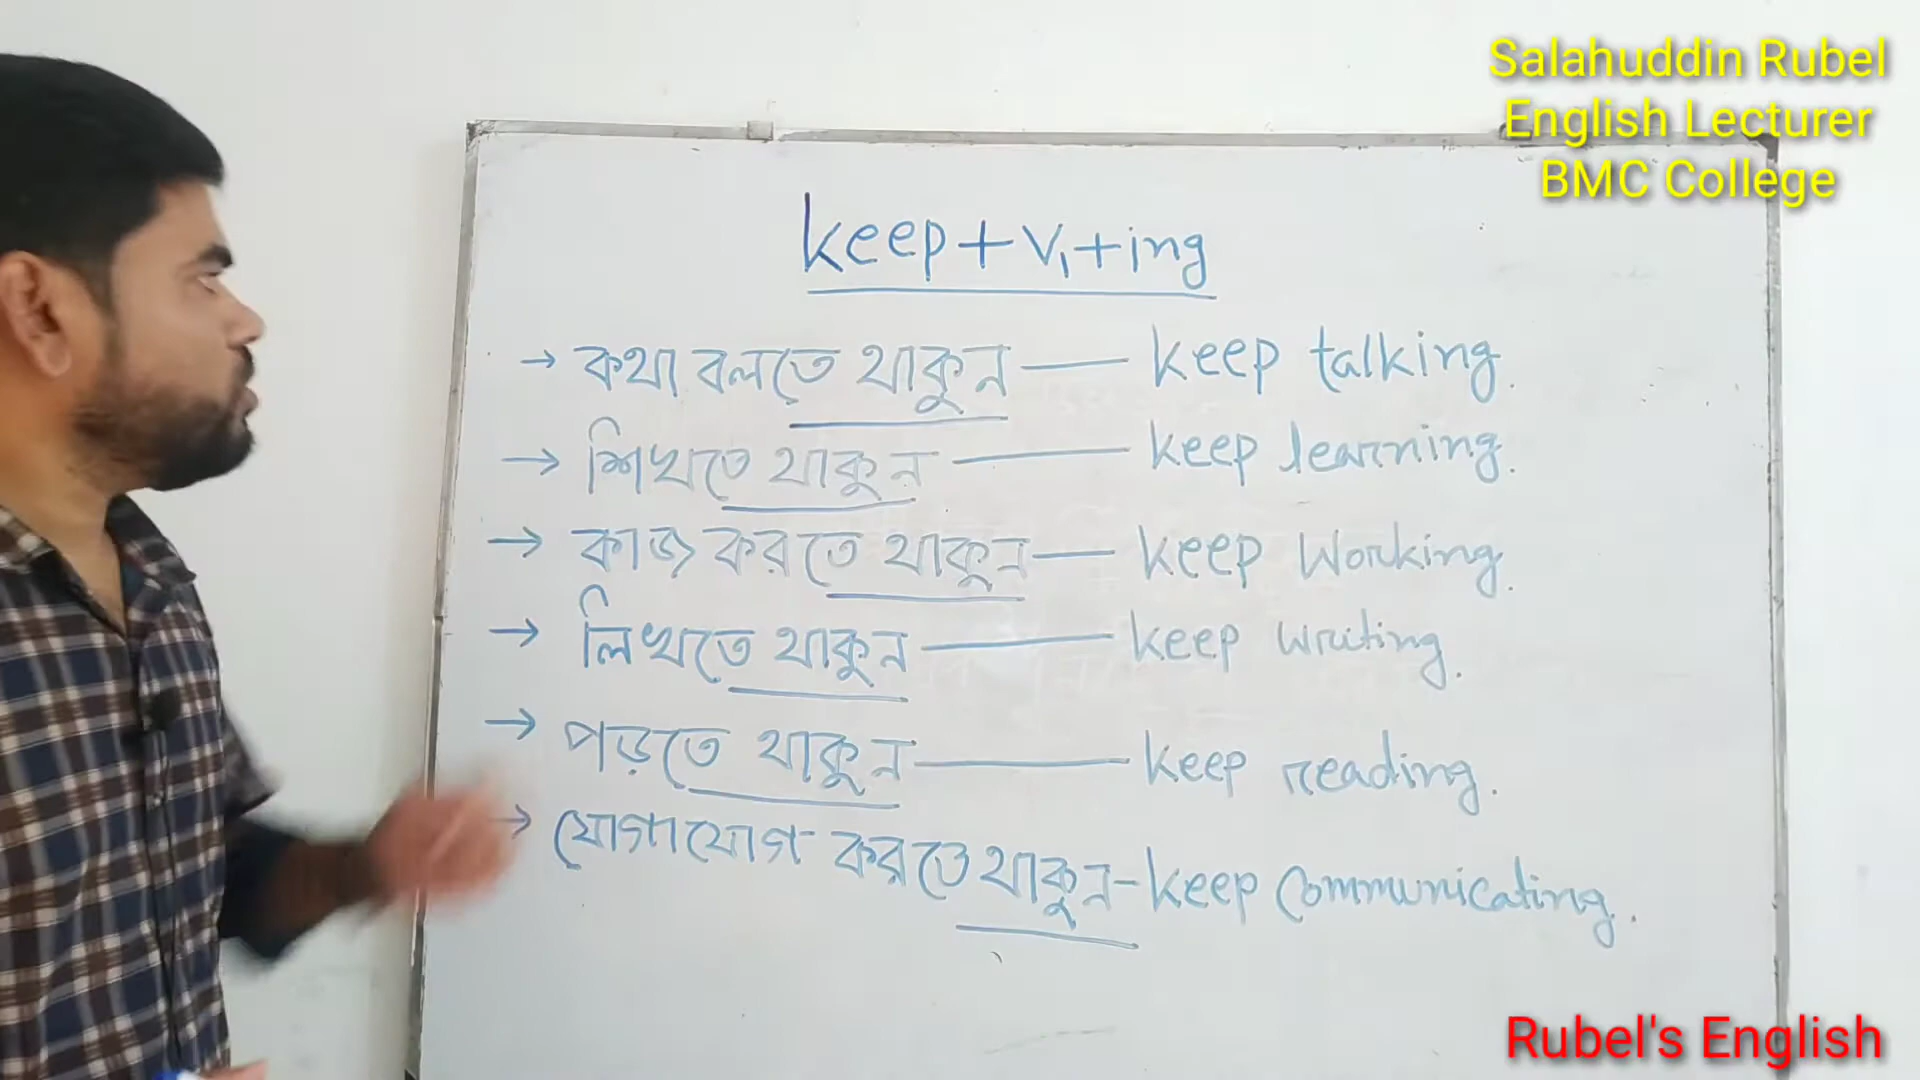 Salahuddin Rubel
English Lecturer
BMC College
keep+V₁+ing
→ কথা বলতে থাকুন — keep talking.
→ শিখতে থাকুন — keep learning.
→ কাজ করতে থাকুন — keep working.
→ লিখতে থাকুন — keep writing.
→ পড়তে থাকুন — keep reading.
→ যোগাযোগ করতে থাকুন - keep communicating.
Rubel's English